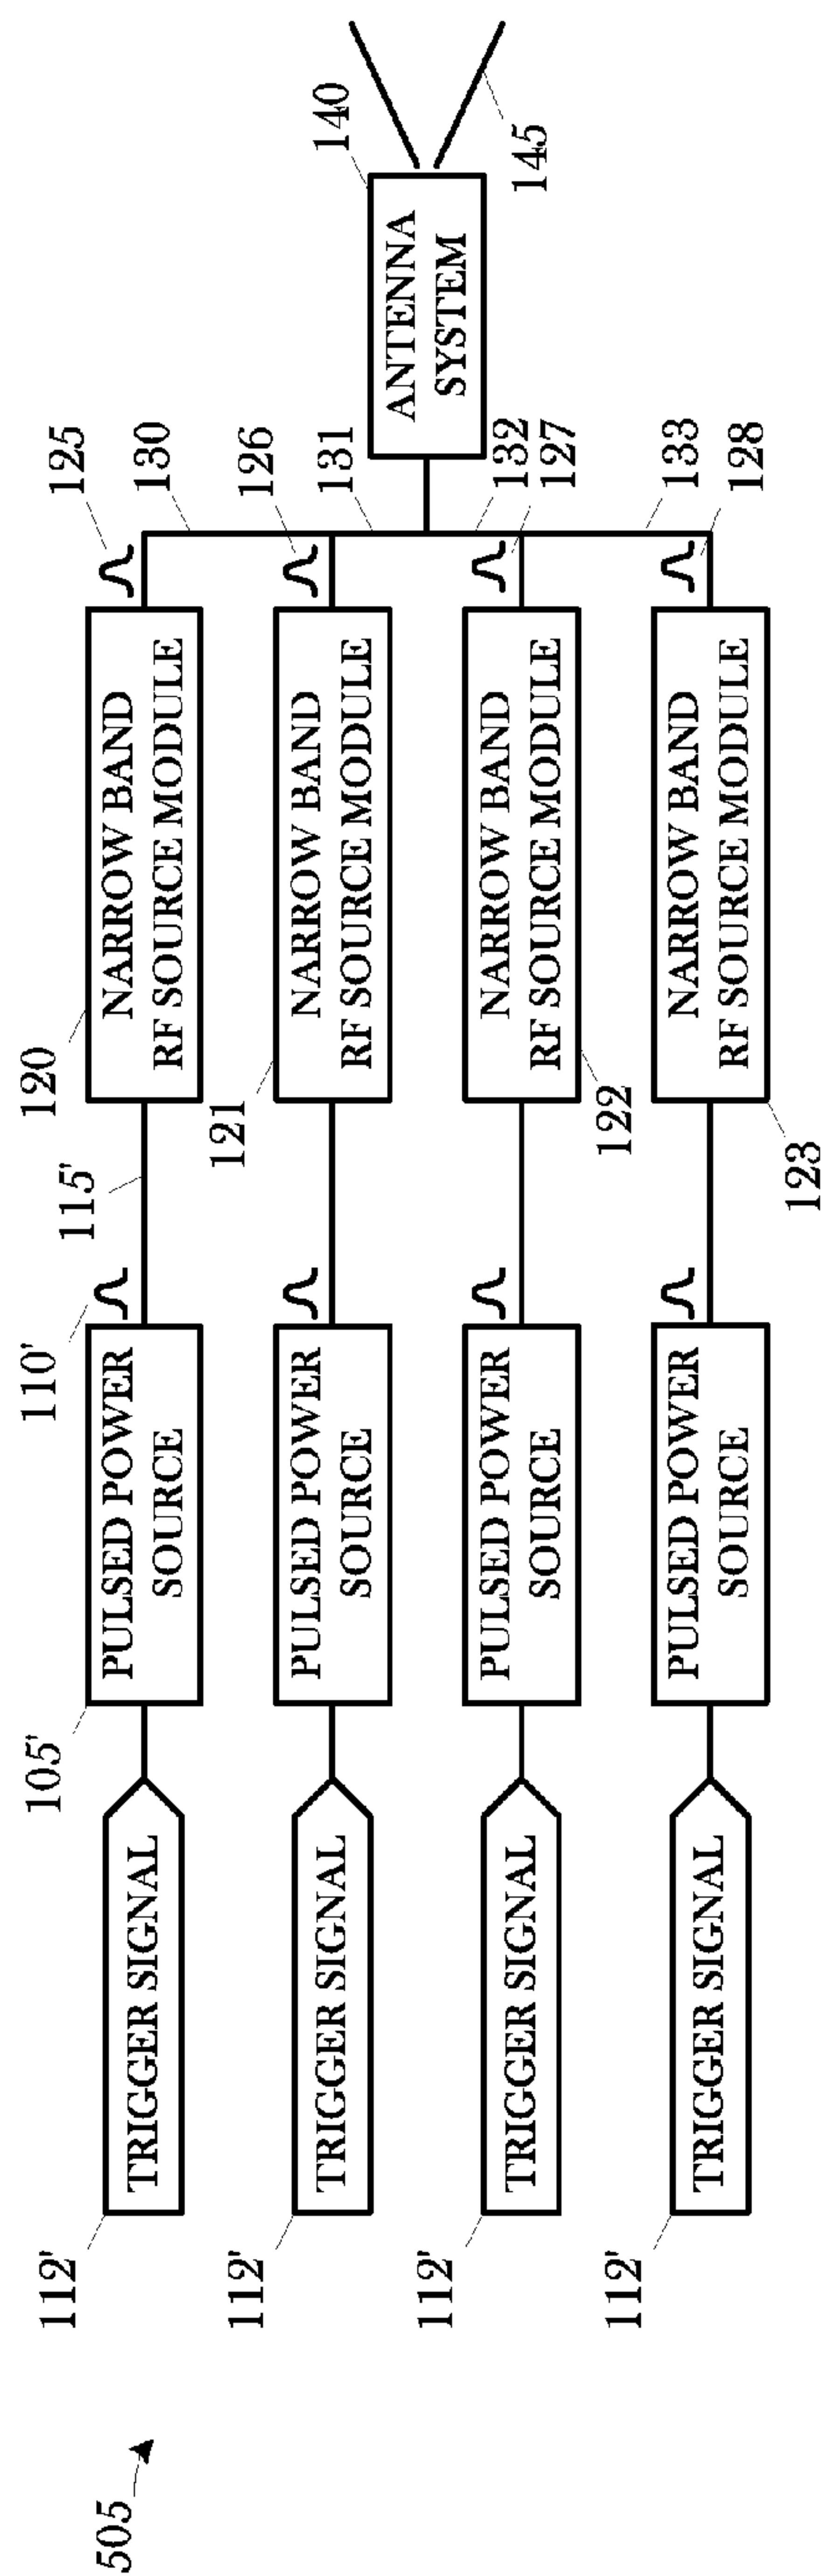 505
112'
TRIGGER SIGNAL
105'
PULSED POWER
SOURCE
110'
115'
120
NARROW BAND
RF SOURCE MODULE
125
130
112'
TRIGGER SIGNAL
PULSED POWER
SOURCE
121
NARROW BAND
RF SOURCE MODULE
126
131
140
ANTENNA
SYSTEM
145
112'
TRIGGER SIGNAL
PULSED POWER
SOURCE
122
NARROW BAND
RF SOURCE MODULE
132
127
112'
TRIGGER SIGNAL
PULSED POWER
SOURCE
123
NARROW BAND
RF SOURCE MODULE
133
128